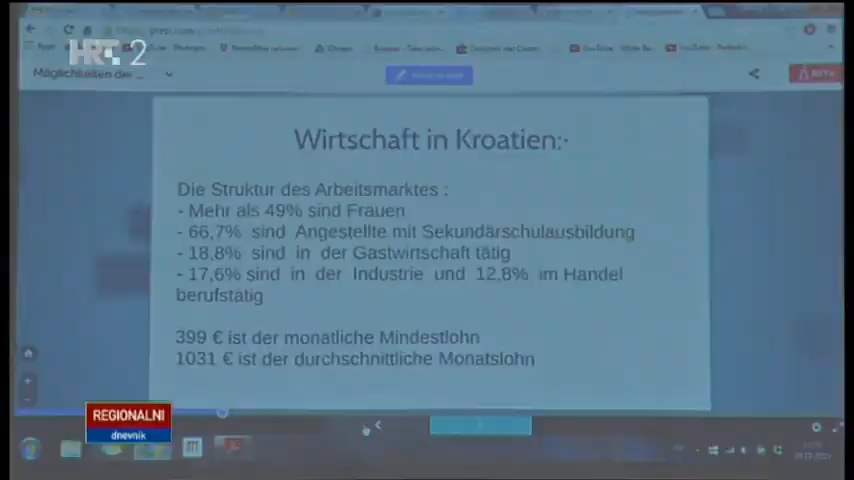 HRT 2
Möglichkeiten der ...
Wirtschaft in Kroatien:·
Die Struktur des Arbeitsmarktes :
- Mehr als 49% sind Frauen
- 66,7% sind Angestellte mit Sekundärschulausbildung
- 18,8% sind in der Gastwirtschaft tätig
- 17,6% sind in der Industrie und 12,8% im Handel
berufstätig
399 € ist der monatliche Mindestlohn
1031 € ist der durchschnittliche Monatslohn
REGIONALNI
dnevnik